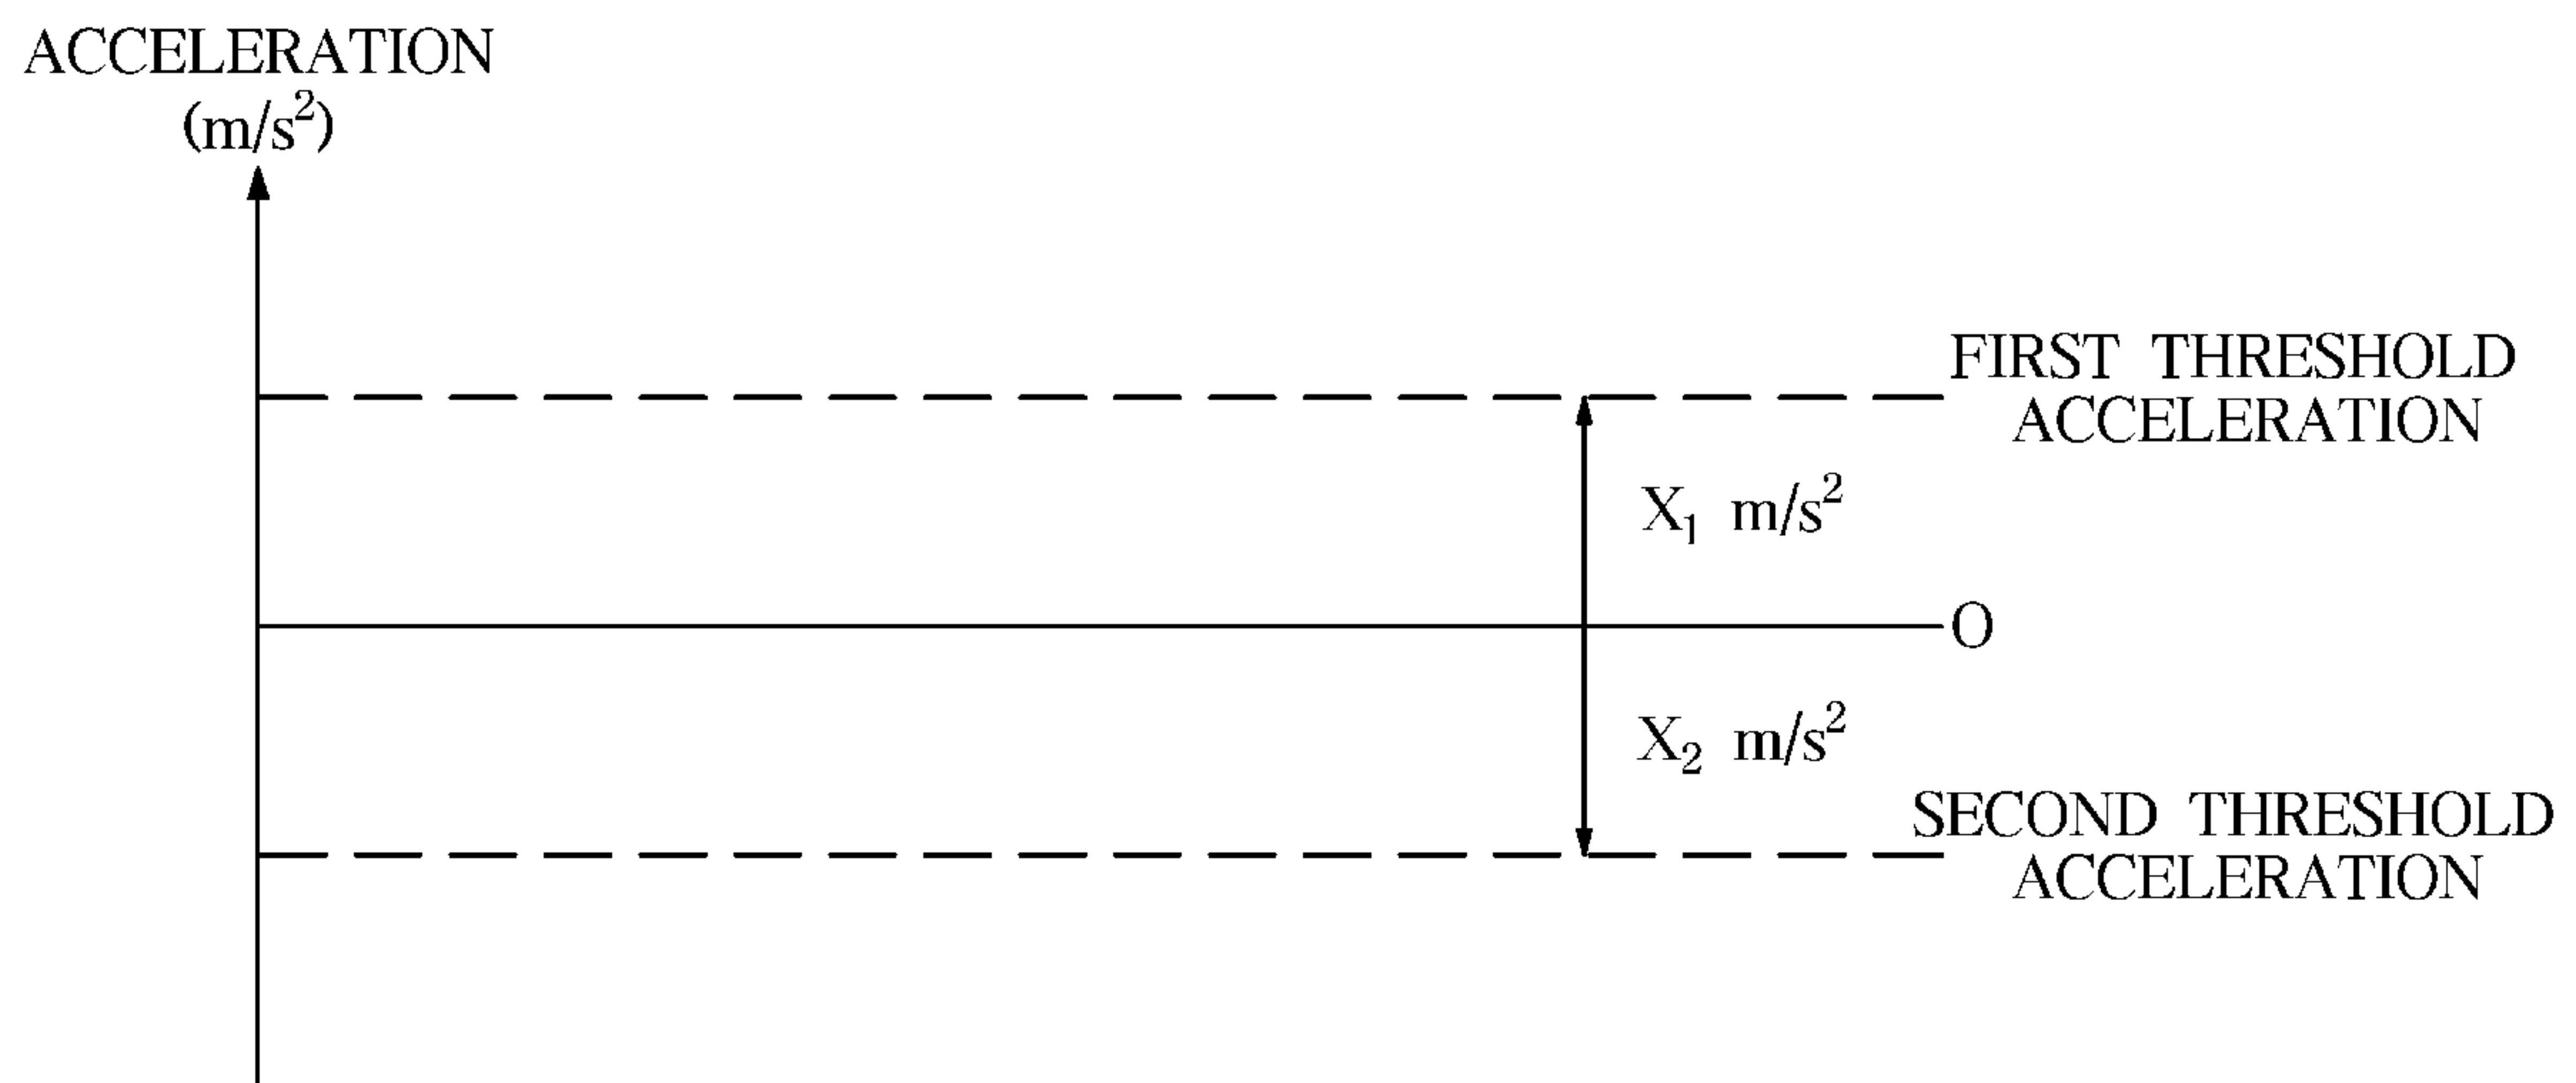 ACCELERATION
(m/s²)
FIRST THRESHOLD
ACCELERATION
X₁ m/s²
O
X₂ m/s²
SECOND THRESHOLD
ACCELERATION